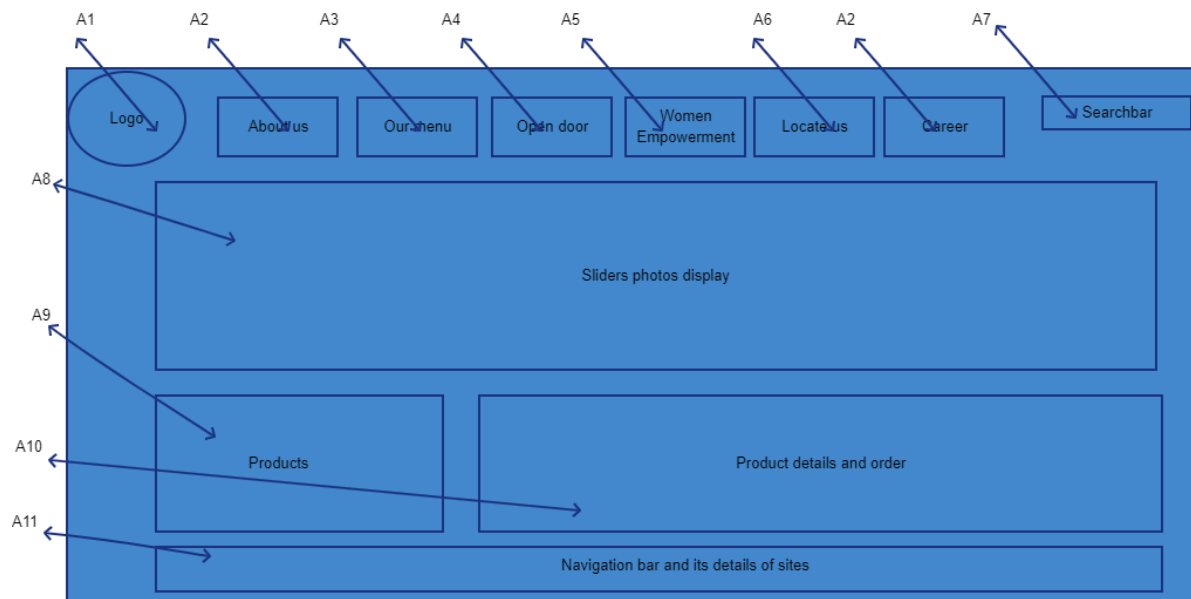 A1
A2
A3
A4
A5
A6
A2
A7
Logo
About us
Our menu
Open door
Women
Empowerment
Locate us
Career
Searchbar
A8
Sliders photos display
A9
A10
Products
Product details and order
A11
Navigation bar and its details of sites